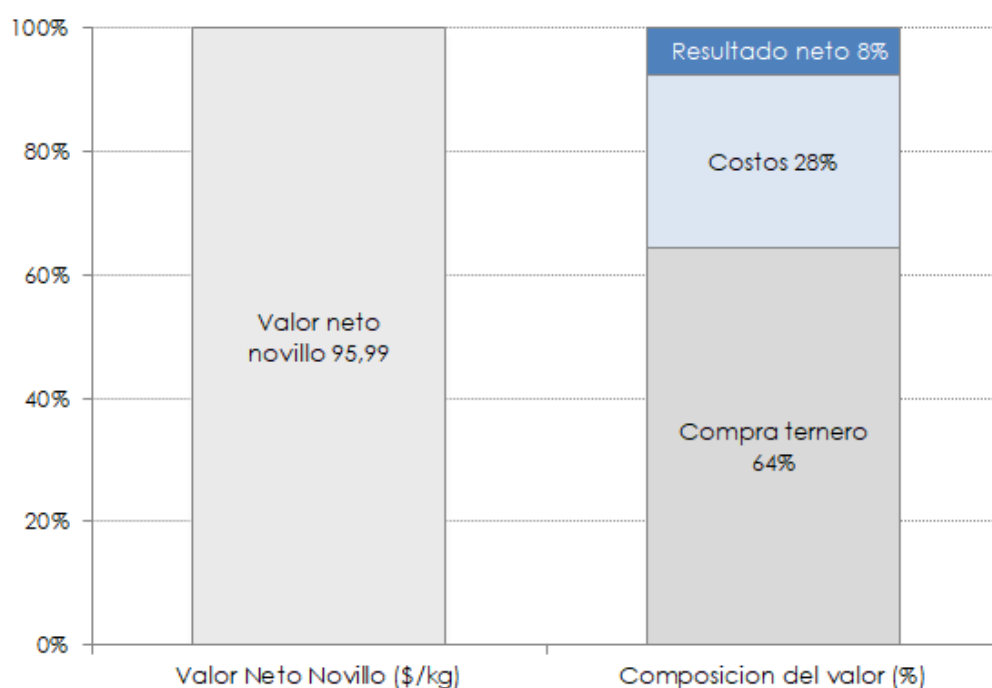 100%
80%
60%
40%
20%
0%
Valor neto
novillo 95,99
Resultado neto 8%
Costos 28%
Compra ternero
64%
Valor Neto Novillo ($/kg)
Composicion del valor (%)